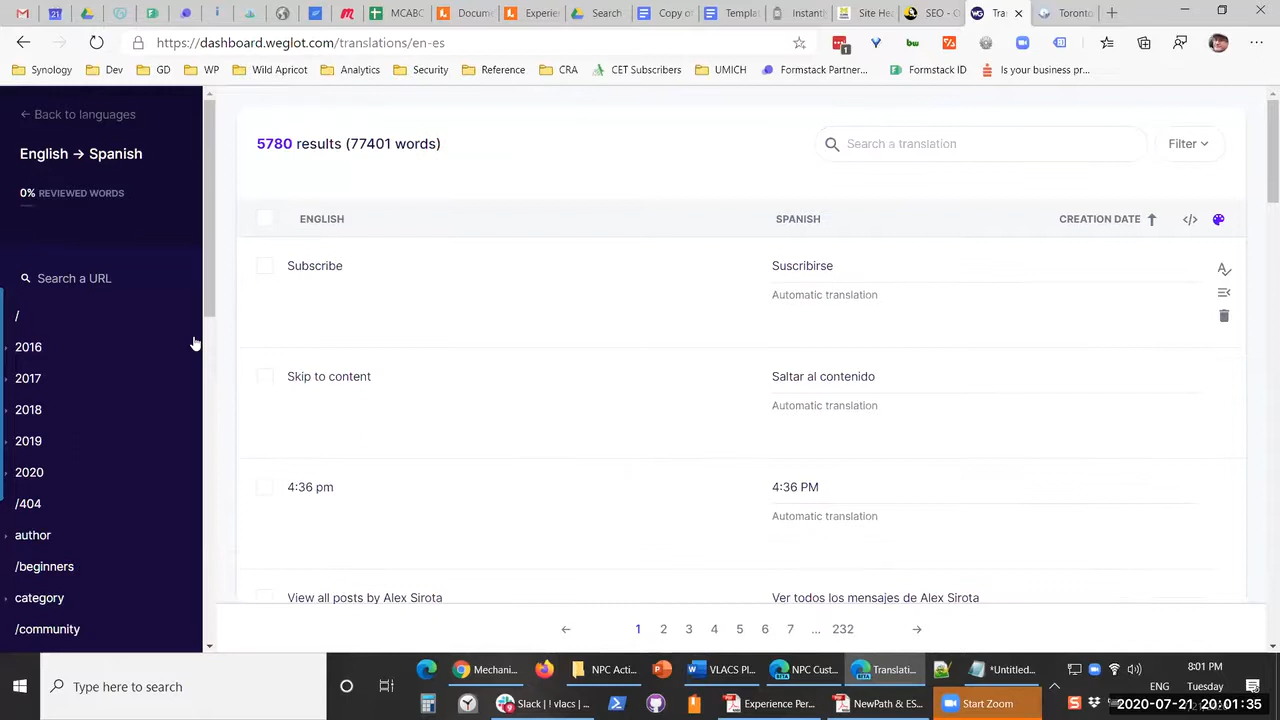 MCABC
Docume
Experie
Search
Copy of
Templat
Instant
Site Hea
SEO - G
Tra
Toronto
https://dashboard.weglot.com/translations/en-es
1
Synology
Dev
GD
WP
Wild Apricot
Analytics
Security
Reference
CRA
CET Subscribers
UMICH
Formstack Partner...
Formstack ID
Is your business pr...
← Back to languages
English → Spanish
0% REVIEWED WORDS
Search a URL
/
2016
2017
2018
2019
2020
/404
author
/beginners
category
/community
5780 results (77401 words)
Search a translation
Filter
ENGLISH
SPANISH
CREATION DATE
</>
Subscribe
Suscribirse
Automatic translation
Skip to content
Saltar al contenido
Automatic translation
4:36 pm
4:36 PM
Automatic translation
View all posts by Alex Sirota
Ver todos los mensajes de Alex Sirota
← 1 2 3 4 5 6 7 ... 232 →
Type here to search
Mechani...
NPC Acti...
VLACS Pl...
NPC Cust...
Translati...
*Untitled...
8:01 PM
ENG
Tuesday
Slack | ! vlacs | ...
Experience Per...
NewPath & ES...
Start Zoom
2020-07-21 20:01:35